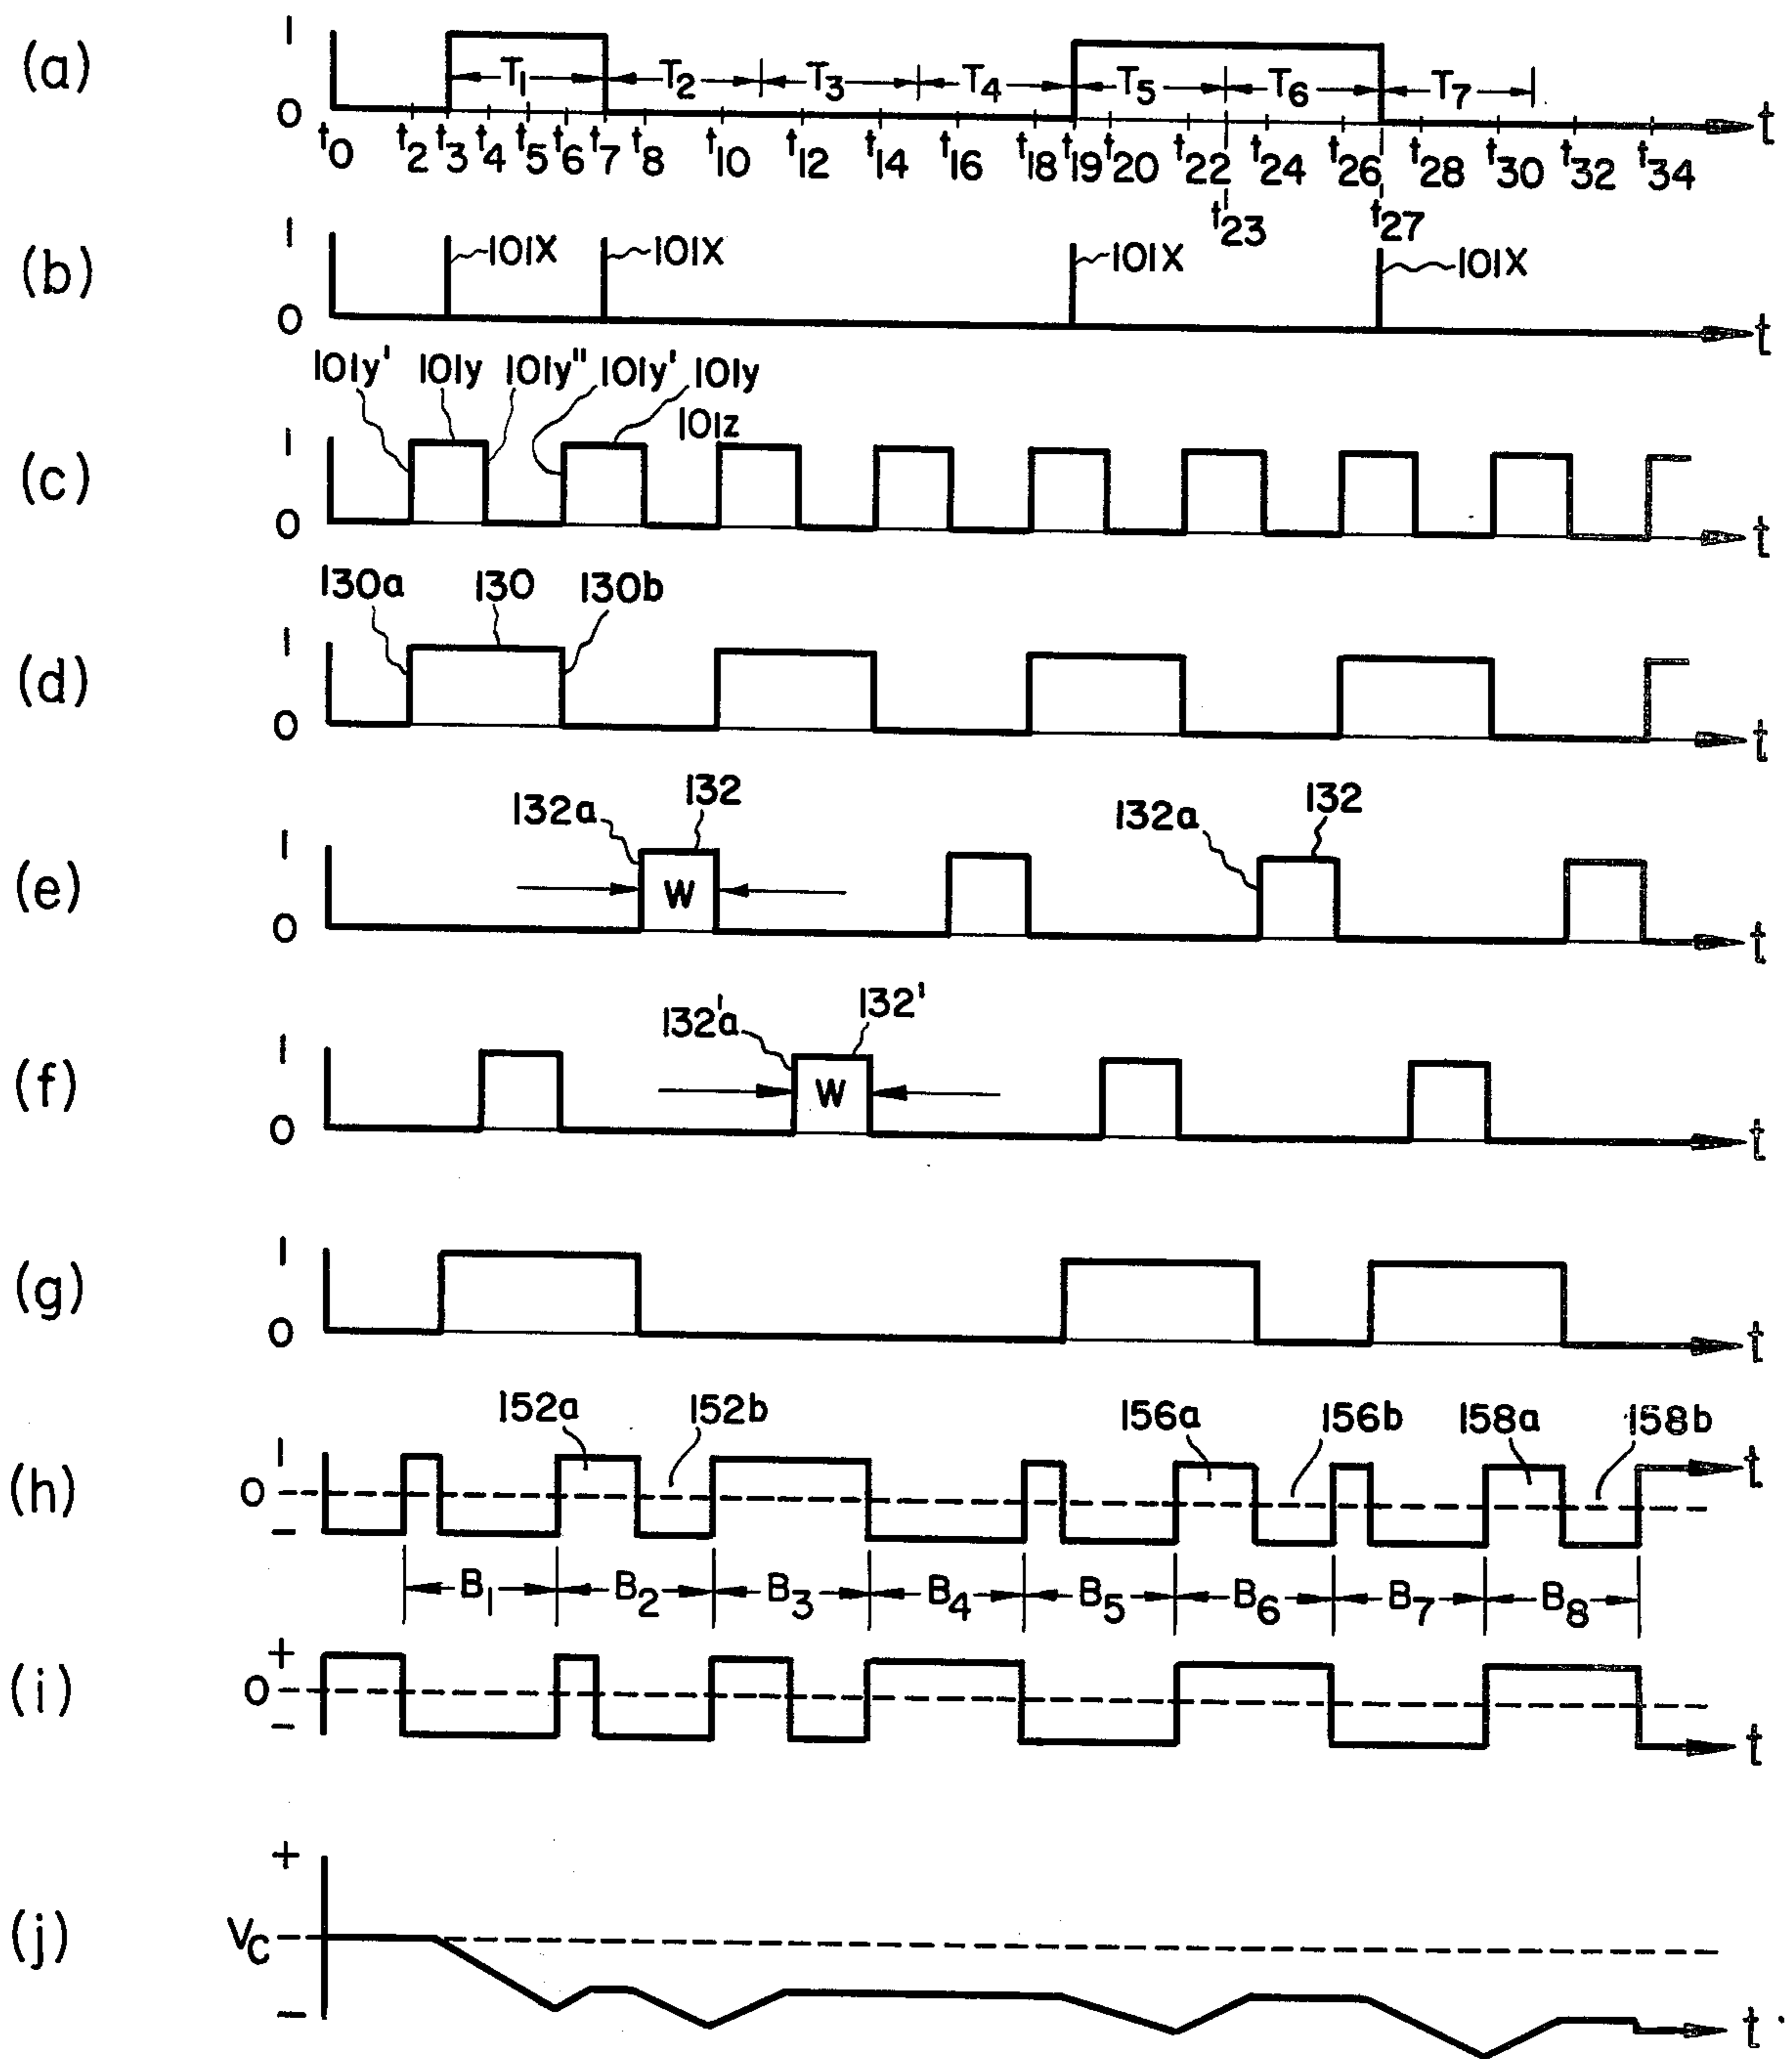 (a)
1
T1 T2 T3 T4 T5 T6 T7
0
t
t0 t2 t3 t4 t5 t6 t7 t8 t10 t12 t14 t16 t18 t19 t20 t22 t24 t26 t28 t30 t32 t34
t23 t27
(b)
1
101X 101X 101X 101X
0
t
101y' 101y 101y" 101y' 101y
101z
(c)
1
0
t
130a 130 130b
(d)
1
0
t
132a 132 132a 132
(e)
1
W
0
t
132'a 132'
(f)
1
W
0
t
(g)
1
0
t
152a 152b 156a 156b 158a 158b
(h)
1
t
0
-
B1 B2 B3 B4 B5 B6 B7 B8
(i)
+
0
-
t
(j)
+
VC
-
t